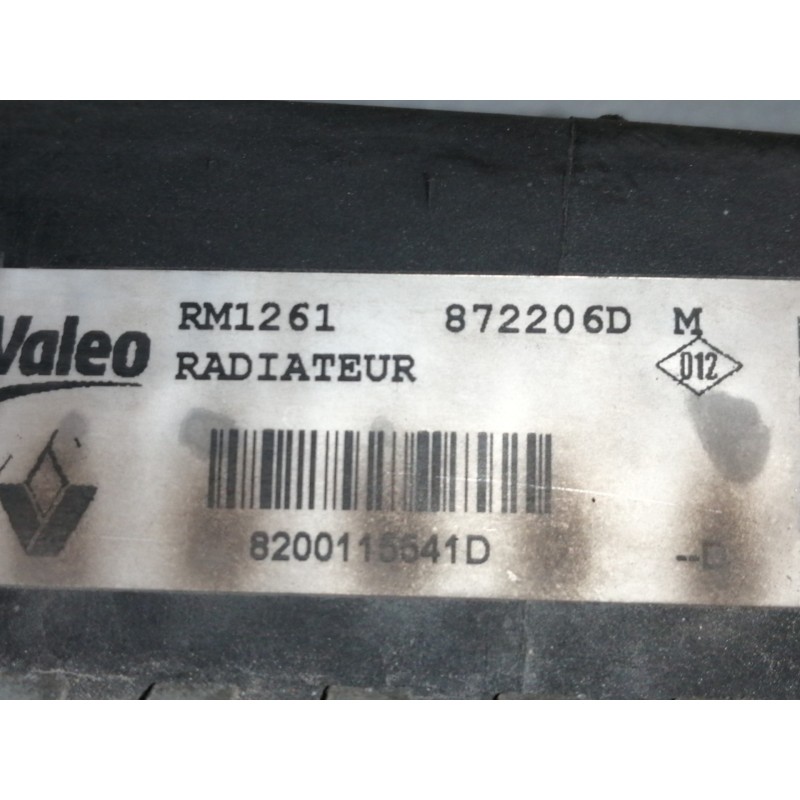 Valeo RM1261 872206D M
RADIATEUR 012
8200115541D --D